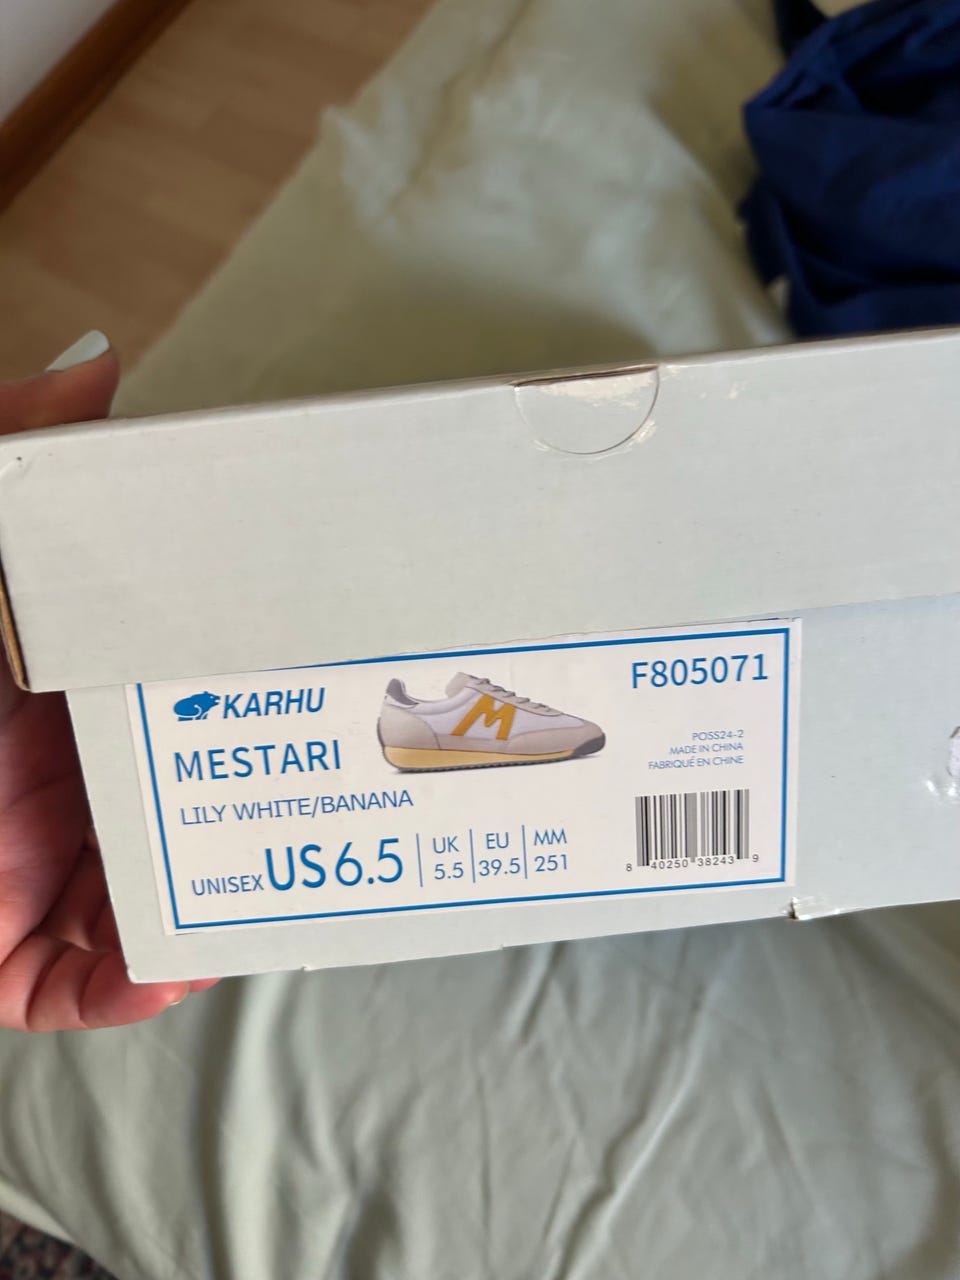 KARHU
F805071
MESTARI
POSS24-2
MADE IN CHINA
FABRIQUÉ EN CHINE
LILY WHITE/BANANA
UNISEX US 6.5
UK 5.5
EU 39.5
MM 251
8 40250 38243 9